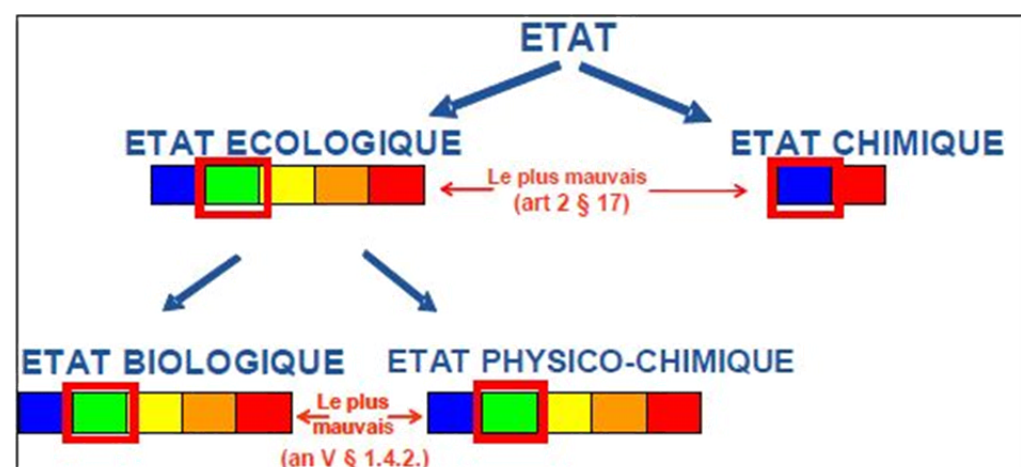 ETAT
ETAT ECOLOGIQUE
ETAT CHIMIQUE
Le plus mauvais
(art 2 § 17)
ETAT BIOLOGIQUE
ETAT PHYSICO-CHIMIQUE
Le plus
mauvais
(an V § 1.4.2.)